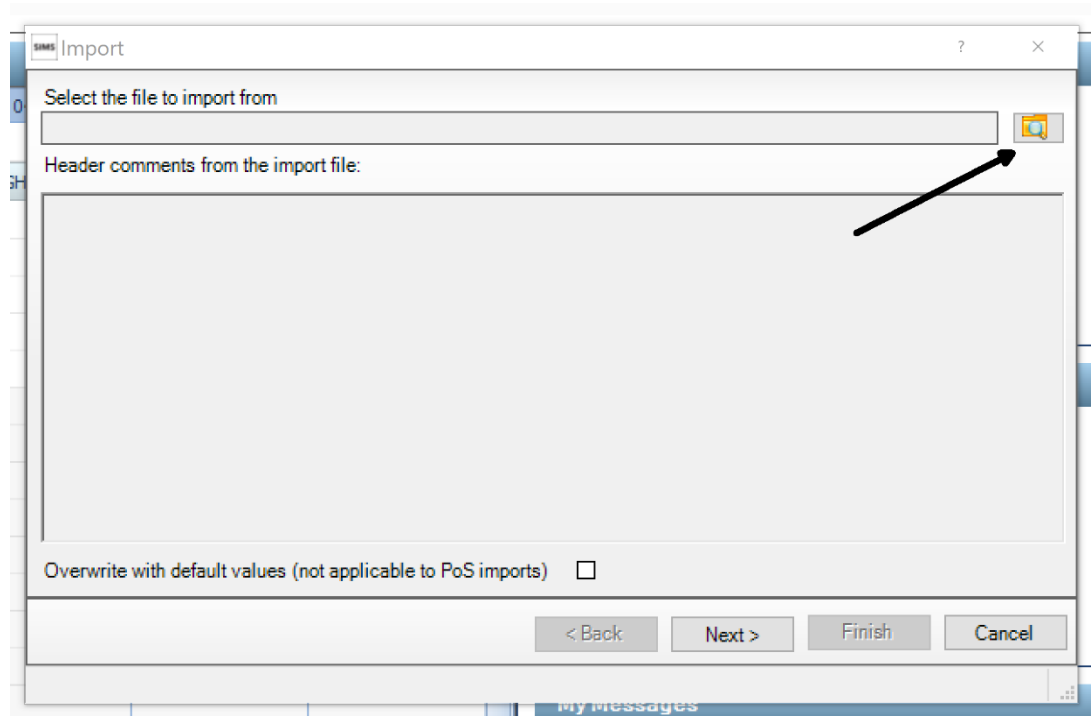 SIMS Import ? ×
0
Select the file to import from
Header comments from the import file:
Overwrite with default values (not applicable to PoS imports)
< Back Next > Finish Cancel
My Messages